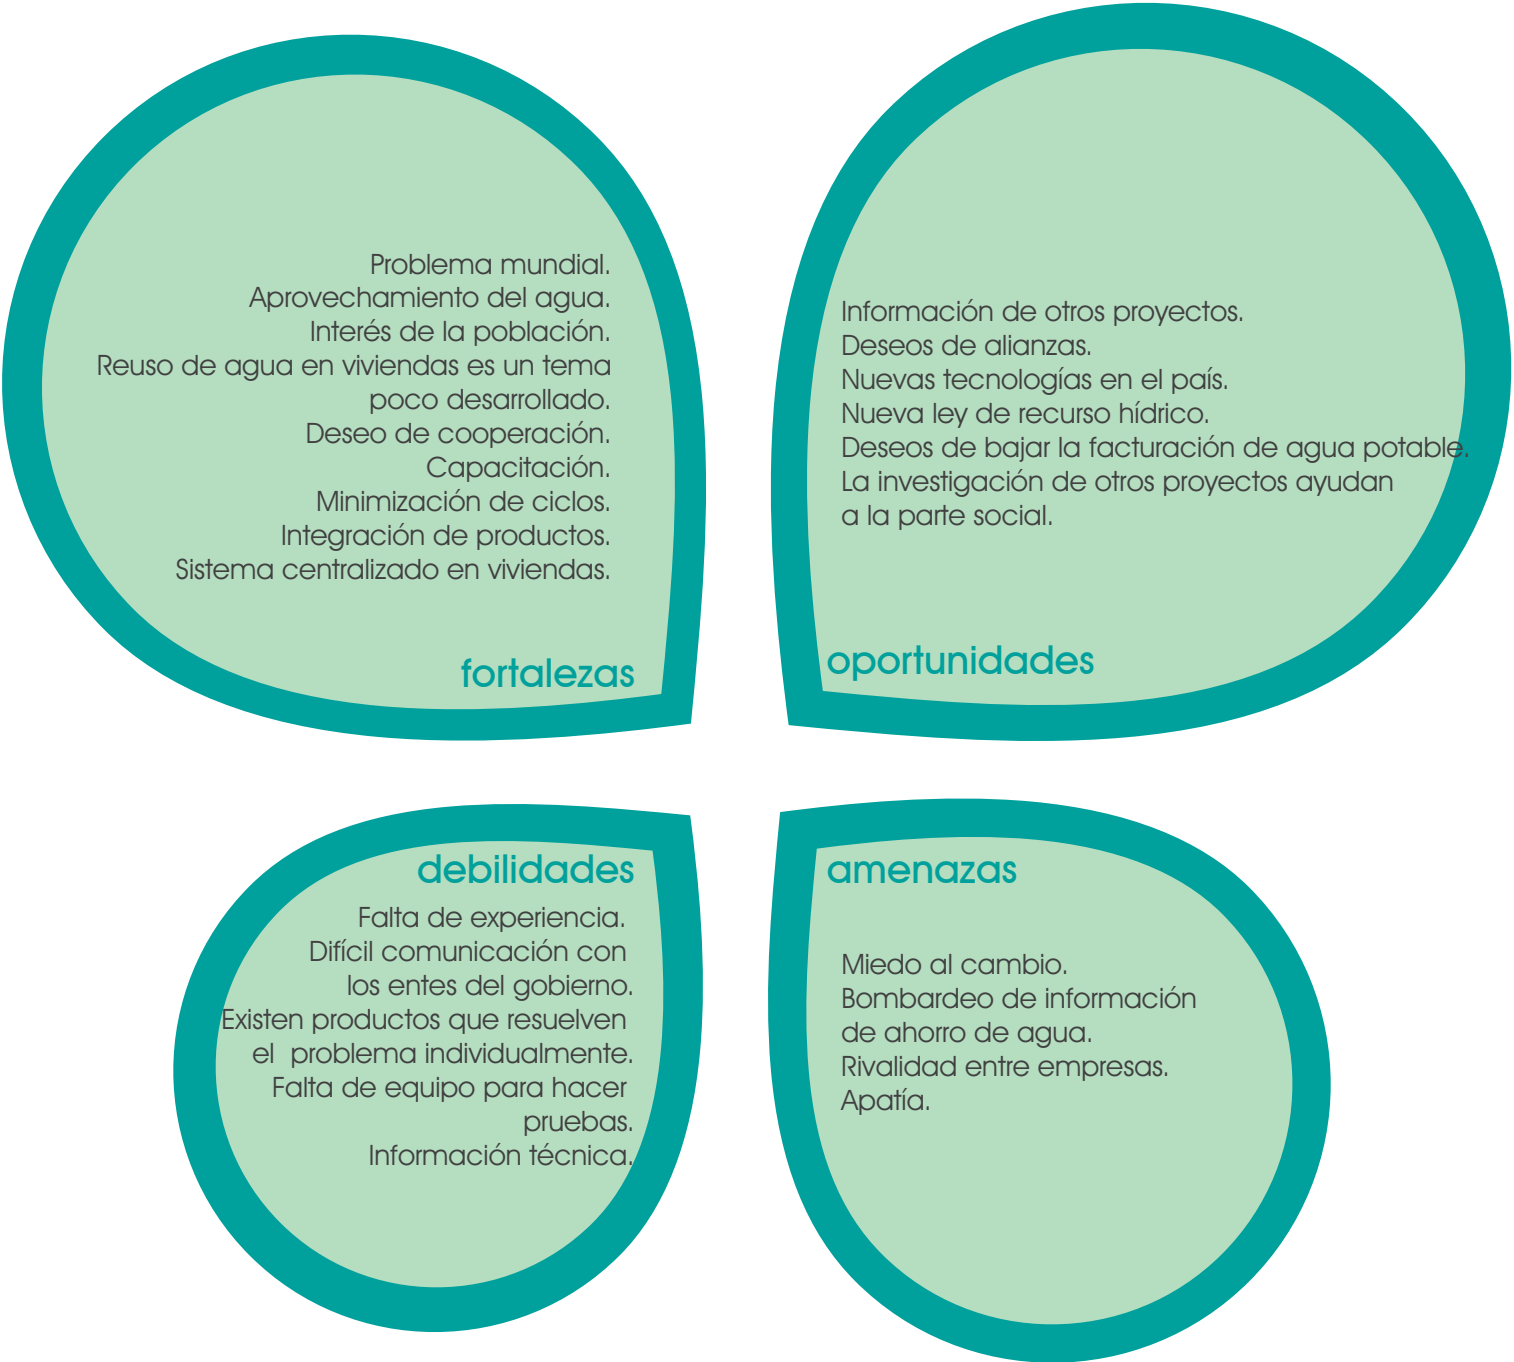 Problema mundial.
Aprovechamiento del agua.
Interés de la población.
Reuso de agua en viviendas es un tema
poco desarrollado.
Deseo de cooperación.
Capacitación.
Minimización de ciclos.
Integración de productos.
Sistema centralizado en viviendas.
fortalezas
Información de otros proyectos.
Deseos de alianzas.
Nuevas tecnologías en el país.
Nueva ley de recurso hídrico.
Deseos de bajar la facturación de agua potable.
La investigación de otros proyectos ayudan
a la parte social.
oportunidades
debilidades
Falta de experiencia.
Difícil comunicación con
los entes del gobierno.
Existen productos que resuelven
el problema individualmente.
Falta de equipo para hacer
pruebas.
Información técnica.
amenazas
Miedo al cambio.
Bombardeo de información
de ahorro de agua.
Rivalidad entre empresas.
Apatía.